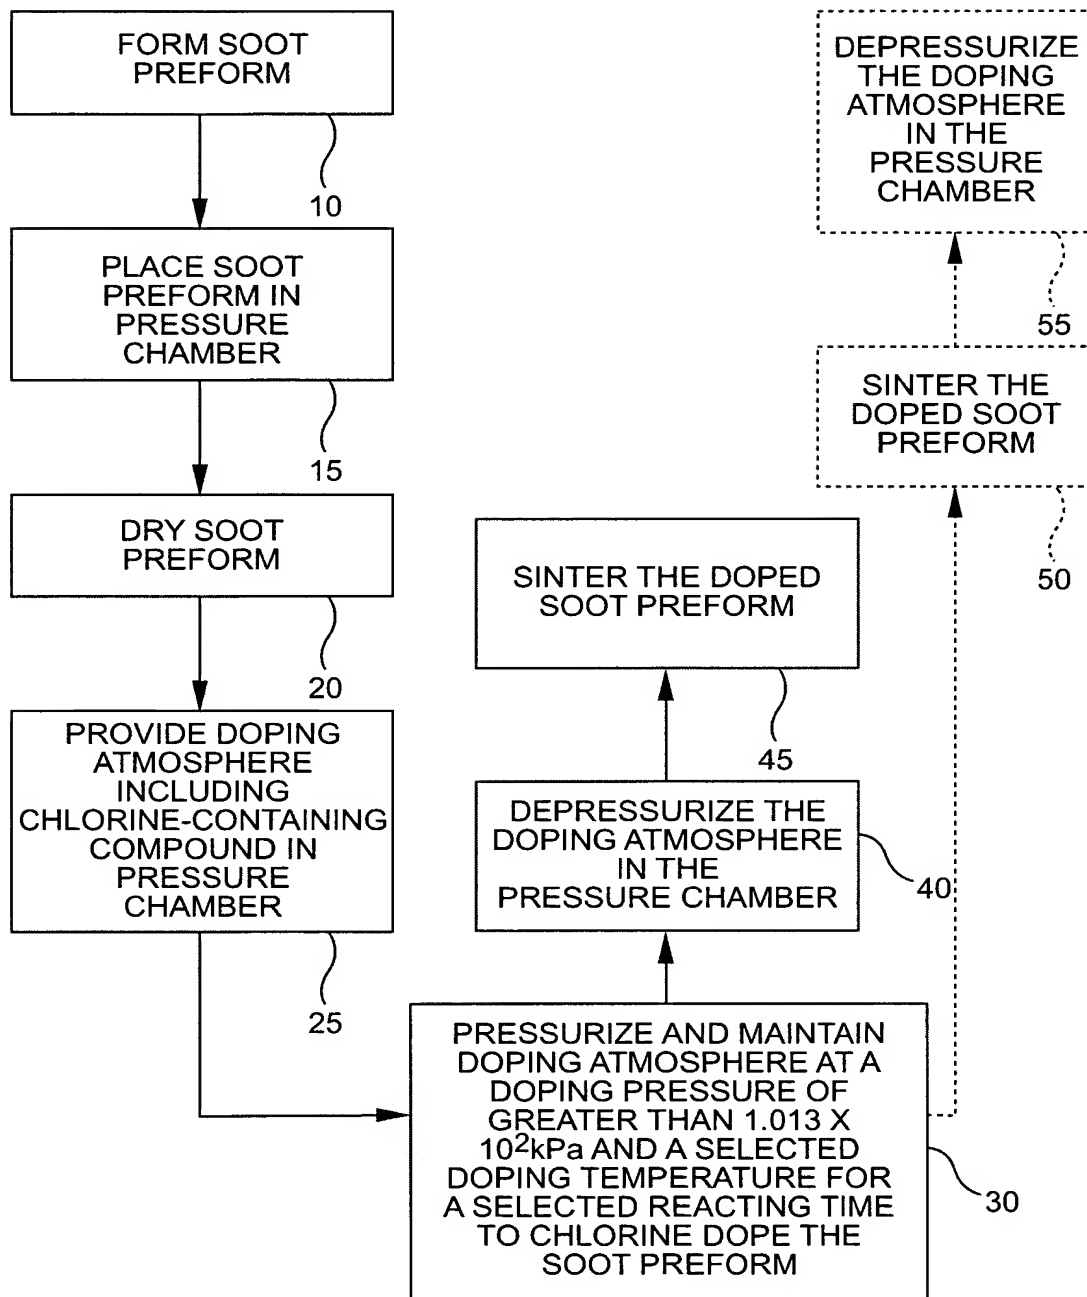 FORM SOOT
PREFORM
10
PLACE SOOT
PREFORM IN
PRESSURE
CHAMBER
15
DRY SOOT
PREFORM
20
PROVIDE DOPING
ATMOSPHERE
INCLUDING
CHLORINE-CONTAINING
COMPOUND IN
PRESSURE
CHAMBER
25
PRESSURIZE AND MAINTAIN
DOPING ATMOSPHERE AT A
DOPING PRESSURE OF
GREATER THAN 1.013 X
10²kPa AND A SELECTED
DOPING TEMPERATURE FOR
A SELECTED REACTING TIME
TO CHLORINE DOPE THE
SOOT PREFORM
30
DEPRESSURIZE THE
DOPING ATMOSPHERE
IN THE
PRESSURE CHAMBER
40
SINTER THE DOPED
SOOT PREFORM
45
SINTER THE
DOPED SOOT
PREFORM
50
DEPRESSURIZE
THE DOPING
ATMOSPHERE
IN THE
PRESSURE
CHAMBER
55